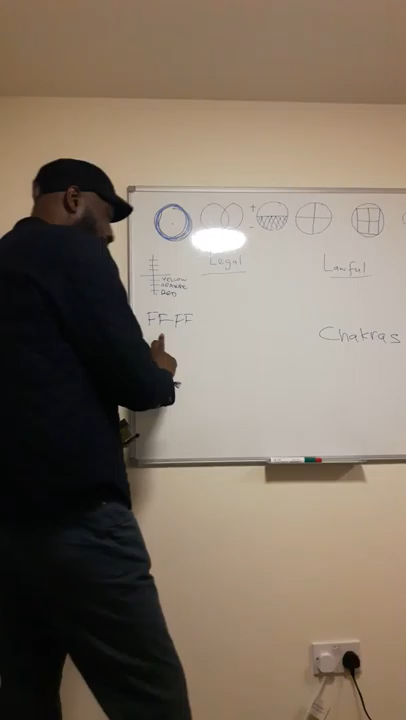 +
-
Legal
Lawful
YELLOW
ORANGE
RED
FF-FF
Chakras